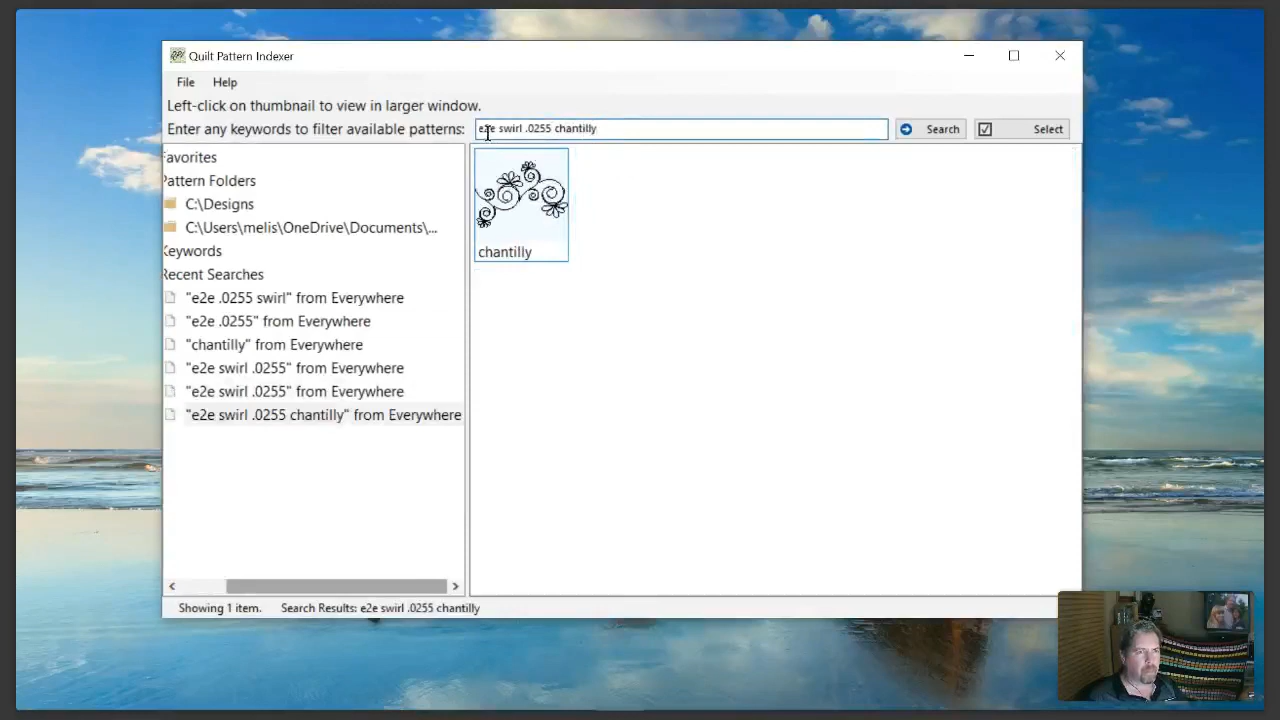 Quilt Pattern Indexer
File Help
Left-click on thumbnail to view in larger window.
Enter any keywords to filter available patterns: e2e swirl .0255 chantilly Search Select
Favorites
Pattern Folders
C:\Designs
C:\Users\melis\OneDrive\Documents\...
Keywords
Recent Searches
"e2e .0255 swirl" from Everywhere
"e2e .0255" from Everywhere
"chantilly" from Everywhere
"e2e swirl .0255" from Everywhere
"e2e swirl .0255" from Everywhere
"e2e swirl .0255 chantilly" from Everywhere
chantilly
Showing 1 item. Search Results: e2e swirl .0255 chantilly